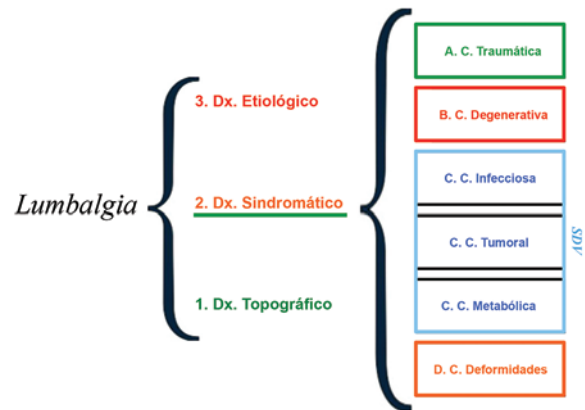 Lumbalgia
3. Dx. Etiológico
2. Dx. Sindromático
1. Dx. Topográfico
A. C. Traumática
B. C. Degenerativa
C. C. Infecciosa
C. C. Tumoral
C. C. Metabólica
SDV
D. C. Deformidades